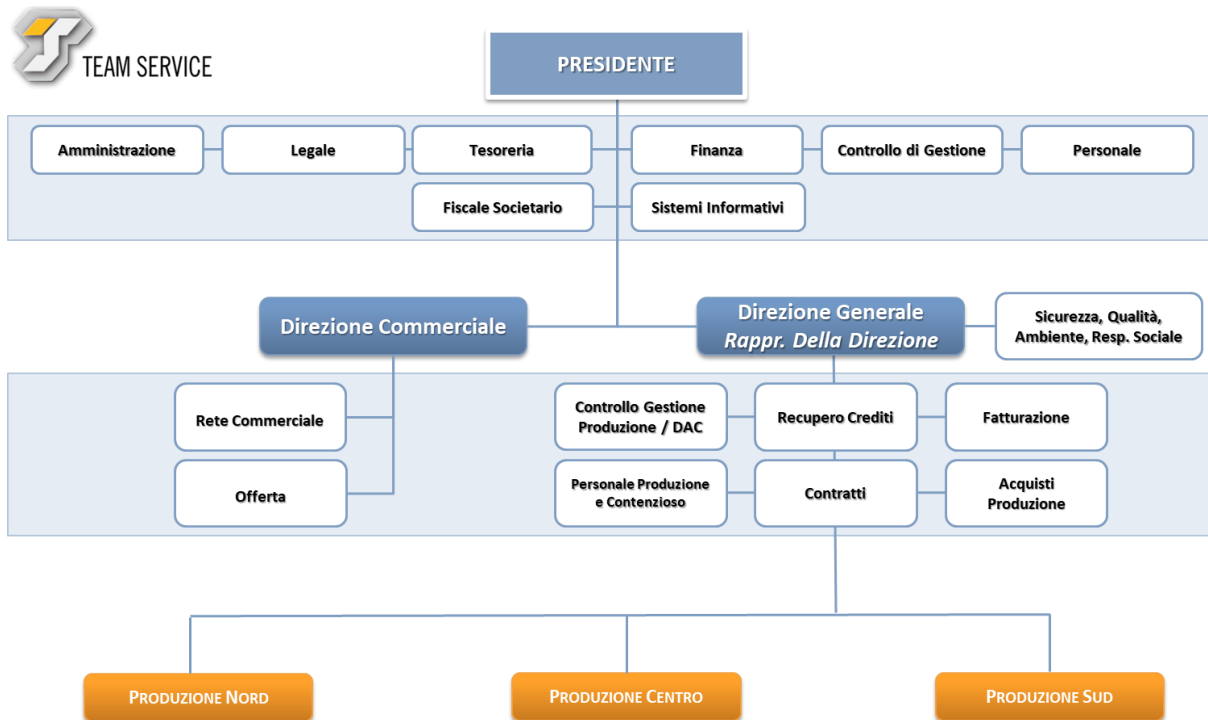 TEAM SERVICE
PRESIDENTE
Amministrazione
Legale
Tesoreria
Finanza
Controllo di Gestione
Personale
Fiscale Societario
Sistemi Informativi
Direzione Commerciale
Direzione Generale
Rappr. Della Direzione
Sicurezza, Qualità,
Ambiente, Resp. Sociale
Rete Commerciale
Controllo Gestione
Produzione / DAC
Recupero Crediti
Fatturazione
Offerta
Personale Produzione
e Contenzioso
Contratti
Acquisti
Produzione
PRODUZIONE NORD
PRODUZIONE CENTRO
PRODUZIONE SUD